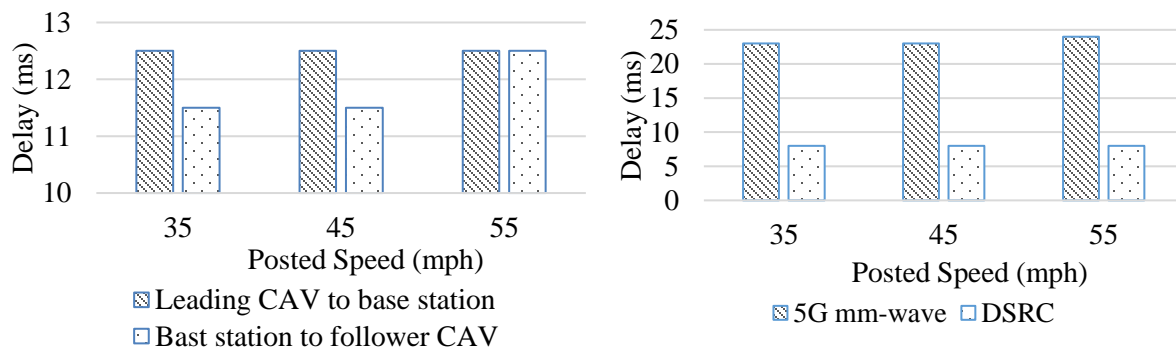 13
12
11
10
Delay (ms)
35 45 55
Posted Speed (mph)
Leading CAV to base station
Bast station to follower CAV
25
20
15
10
5
0
Delay (ms)
35 45 55
Posted Speed (mph)
5G mm-wave DSRC